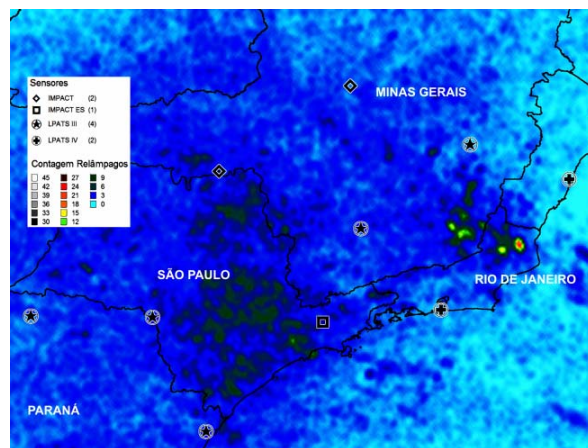 MINAS GERAIS
Sensores
IMPACT (2)
IMPACT ES (1)
LPATS III (4)
LPATS IV (2)
Contagem Relâmpagos
45 27 9
42 24 6
39 21 3
36 18 0
33 15
30 12
SÃO PAULO
RIO DE JANEIRO
PARANÁ